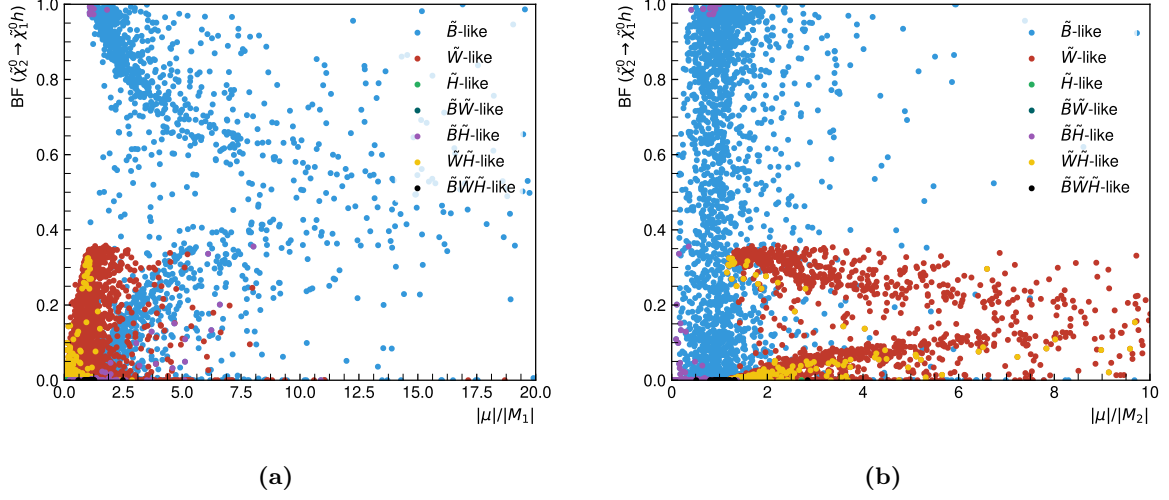 BF (χ̃⁰₂ → χ̃⁰₁h)
1.0
0.8
0.6
0.4
0.2
0.0
0.0 2.5 5.0 7.5 10.0 12.5 15.0 17.5 20.0
|μ|/|M₁|
B̃-like
W̃-like
H̃-like
B̃W̃-like
B̃H̃-like
W̃H̃-like
B̃W̃H̃-like
(a)
BF (χ̃⁰₂ → χ̃⁰₁h)
1.0
0.8
0.6
0.4
0.2
0.0
0 2 4 6 8 10
|μ|/|M₂|
B̃-like
W̃-like
H̃-like
B̃W̃-like
B̃H̃-like
W̃H̃-like
B̃W̃H̃-like
(b)